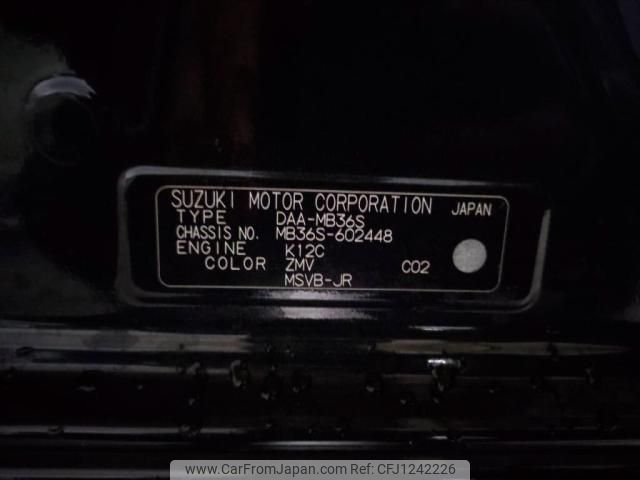 SUZUKI MOTOR CORPORATION JAPAN
TYPE DAA-MB36S
CHASSIS NO. MB36S-602448
ENGINE K12C
COLOR ZMV C02
MSVB-JR
www.CarFromJapan.com - CFJ1242226